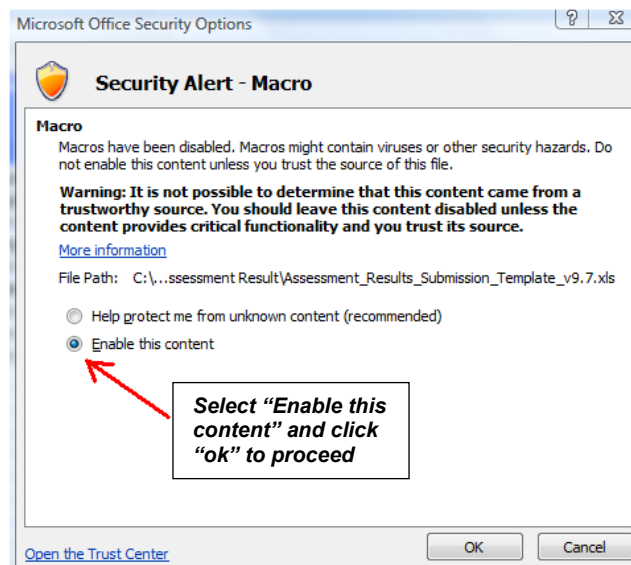 Microsoft Office Security Options
Security Alert - Macro
Macro
Macros have been disabled. Macros might contain viruses or other security hazards. Do
not enable this content unless you trust the source of this file.
Warning: It is not possible to determine that this content came from a
trustworthy source. You should leave this content disabled unless the
content provides critical functionality and you trust its source.
More information
File Path: C:\...ssessment Result\Assessment_Results_Submission_Template_v9.7.xls
Help protect me from unknown content (recommended)
Enable this content
Select “Enable this
content” and click
“ok” to proceed
Open the Trust Center
OK
Cancel